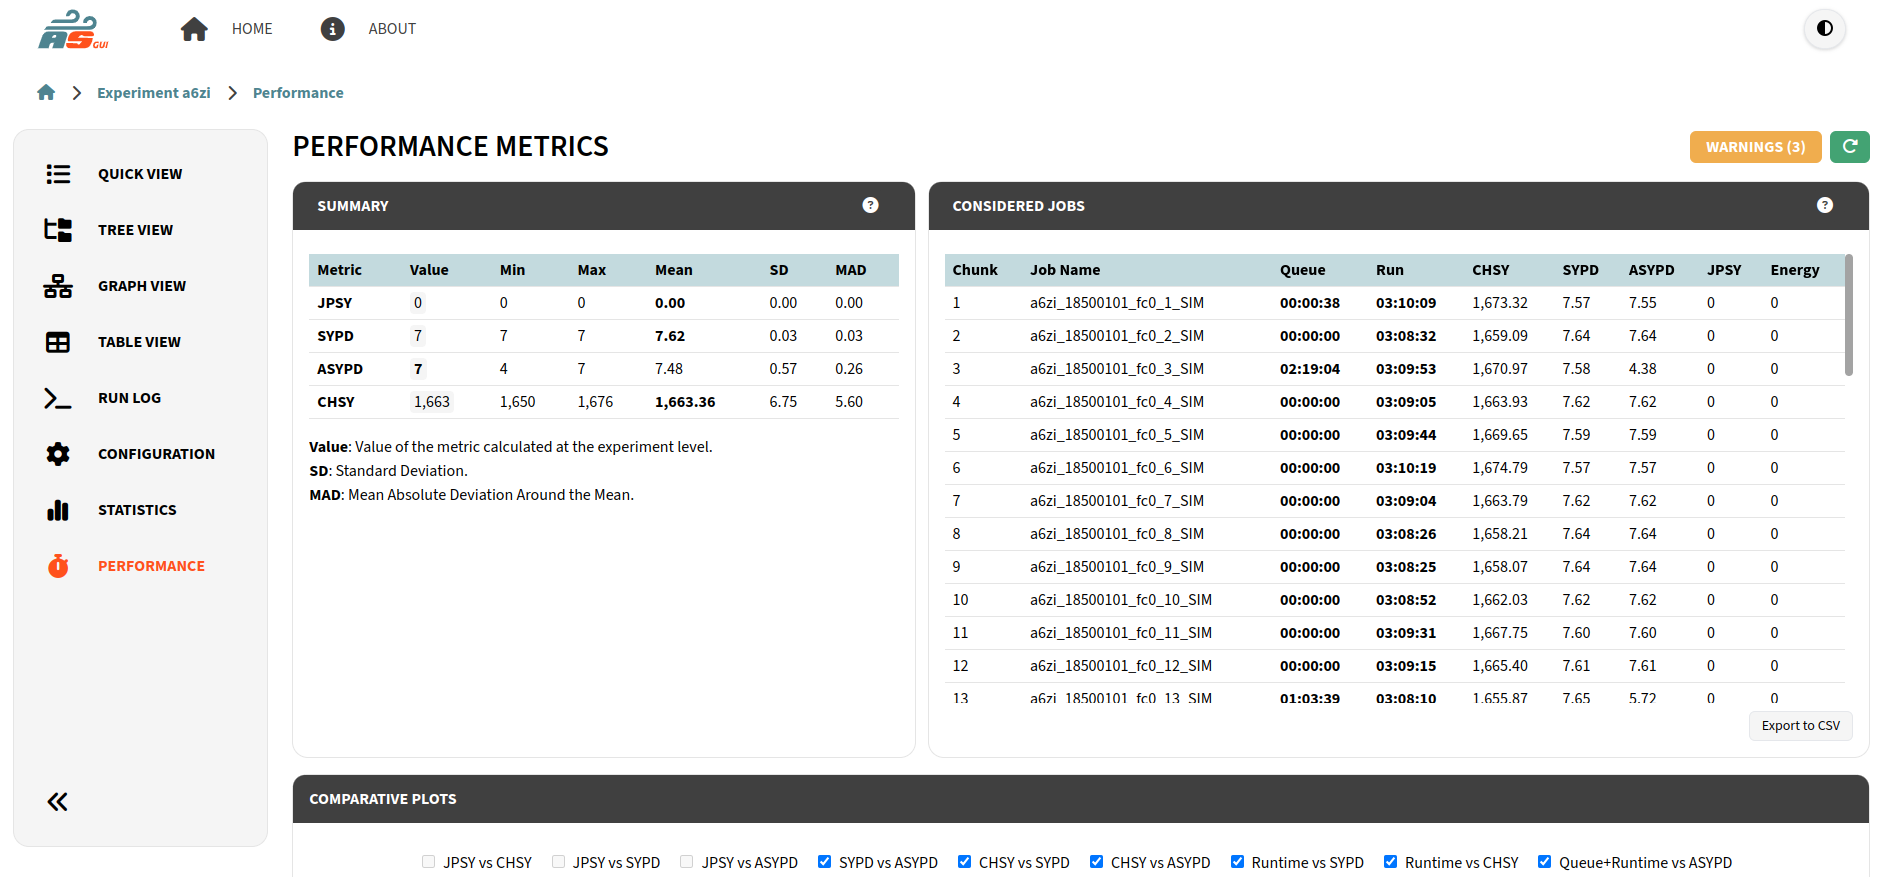 AS GUI
HOME
ABOUT
Experiment a6zi
Performance
QUICK VIEW
TREE VIEW
GRAPH VIEW
TABLE VIEW
RUN LOG
CONFIGURATION
STATISTICS
PERFORMANCE
PERFORMANCE METRICS
WARNINGS (3)
SUMMARY
?
Metric Value Min Max Mean SD MAD
JPSY 0 0 0 0.00 0.00 0.00
SYPD 7 7 7 7.62 0.03 0.03
ASYPD 7 4 7 7.48 0.57 0.26
CHSY 1,663 1,650 1,676 1,663.36 6.75 5.60
Value: Value of the metric calculated at the experiment level.
SD: Standard Deviation.
MAD: Mean Absolute Deviation Around the Mean.
CONSIDERED JOBS
?
Chunk Job Name Queue Run CHSY SYPD ASYPD JPSY Energy
1 a6zi_18500101_fc0_1_SIM 00:00:38 03:10:09 1,673.32 7.57 7.55 0 0
2 a6zi_18500101_fc0_2_SIM 00:00:00 03:08:32 1,659.09 7.64 7.64 0 0
3 a6zi_18500101_fc0_3_SIM 02:19:04 03:09:53 1,670.97 7.58 4.38 0 0
4 a6zi_18500101_fc0_4_SIM 00:00:00 03:09:05 1,663.93 7.62 7.62 0 0
5 a6zi_18500101_fc0_5_SIM 00:00:00 03:09:44 1,669.65 7.59 7.59 0 0
6 a6zi_18500101_fc0_6_SIM 00:00:00 03:10:19 1,674.79 7.57 7.57 0 0
7 a6zi_18500101_fc0_7_SIM 00:00:00 03:09:04 1,663.79 7.62 7.62 0 0
8 a6zi_18500101_fc0_8_SIM 00:00:00 03:08:26 1,658.21 7.64 7.64 0 0
9 a6zi_18500101_fc0_9_SIM 00:00:00 03:08:25 1,658.07 7.64 7.64 0 0
10 a6zi_18500101_fc0_10_SIM 00:00:00 03:08:52 1,662.03 7.62 7.62 0 0
11 a6zi_18500101_fc0_11_SIM 00:00:00 03:09:31 1,667.75 7.60 7.60 0 0
12 a6zi_18500101_fc0_12_SIM 00:00:00 03:09:15 1,665.40 7.61 7.61 0 0
13 a6zi_18500101_fc0_13_SIM 01:03:39 03:08:10 1,655.87 7.65 5.72 0 0
Export to CSV
COMPARATIVE PLOTS
JPSY vs CHSY JPSY vs SYPD JPSY vs ASYPD SYPD vs ASYPD CHSY vs SYPD CHSY vs ASYPD Runtime vs SYPD Runtime vs CHSY Queue+Runtime vs ASYPD